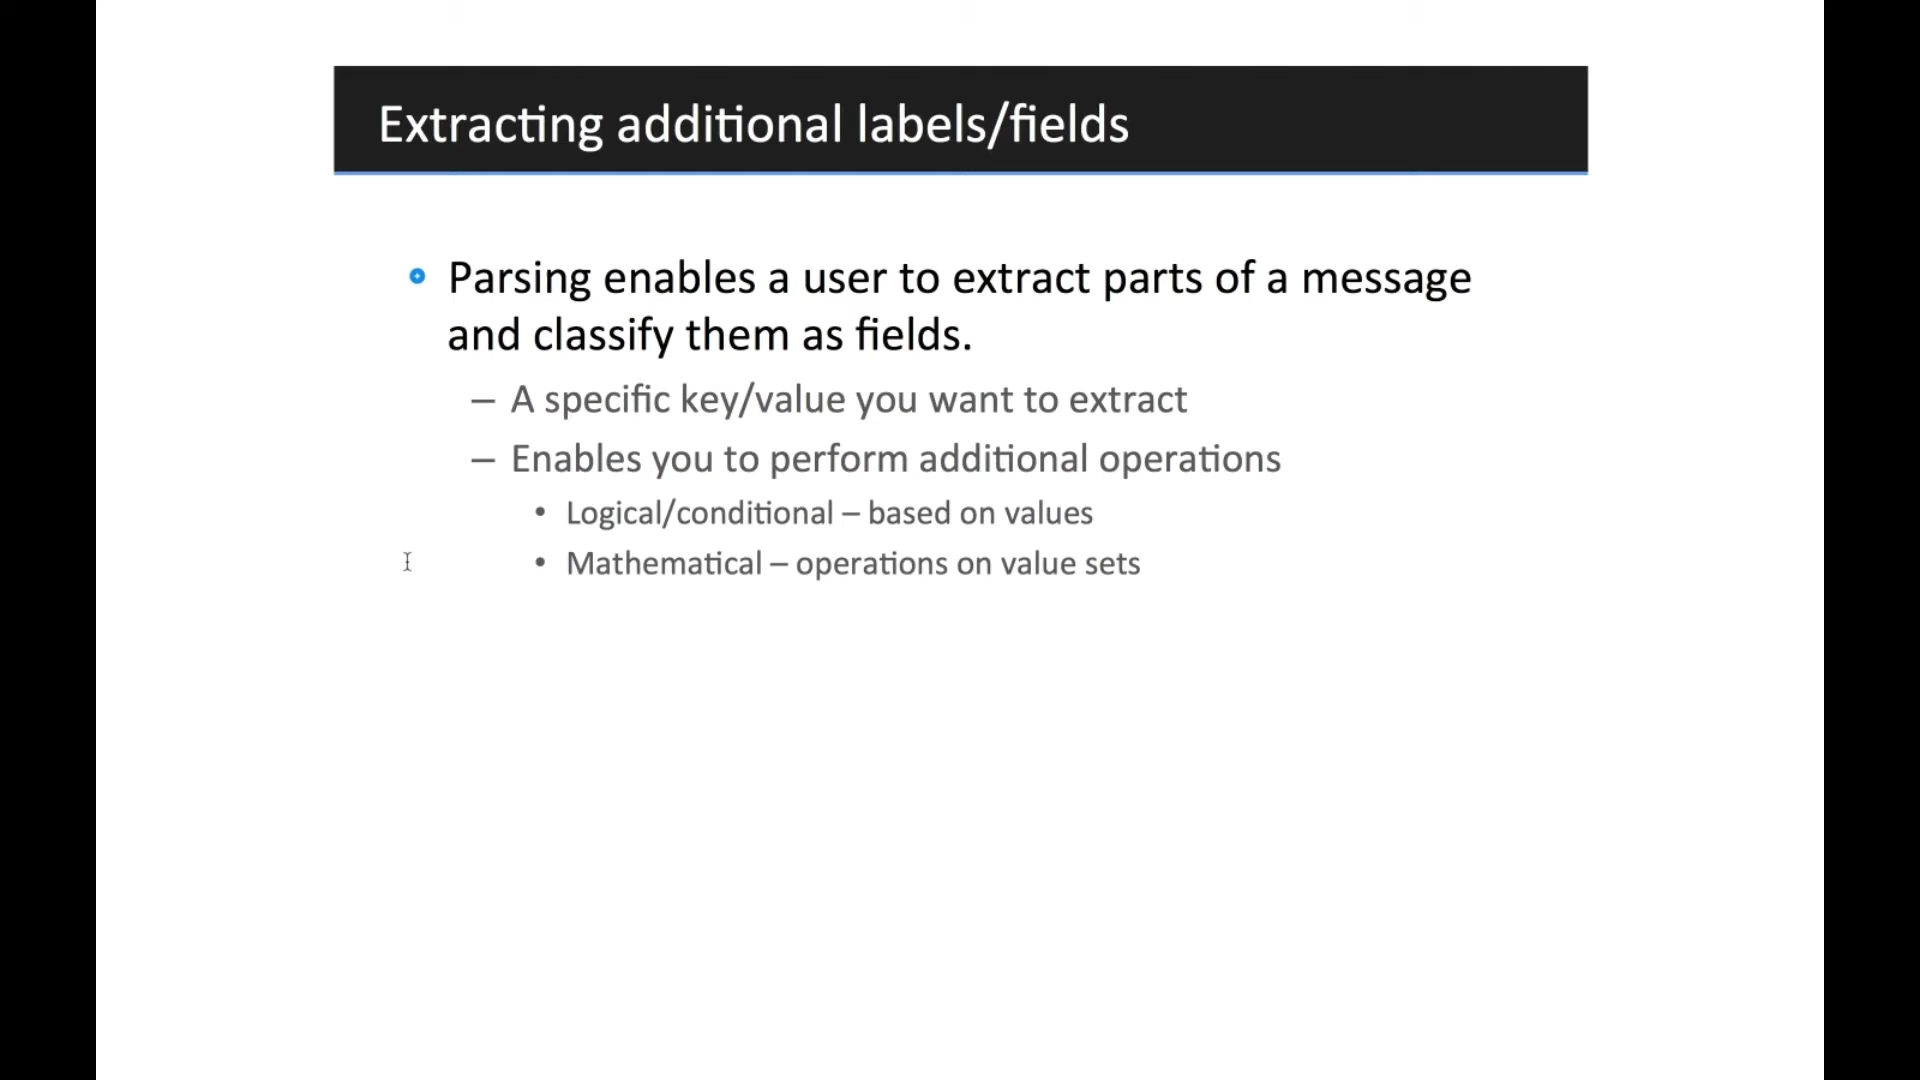 Extracting additional labels/fields
Parsing enables a user to extract parts of a message
and classify them as fields.
– A specific key/value you want to extract
– Enables you to perform additional operations
• Logical/conditional – based on values
• Mathematical – operations on value sets